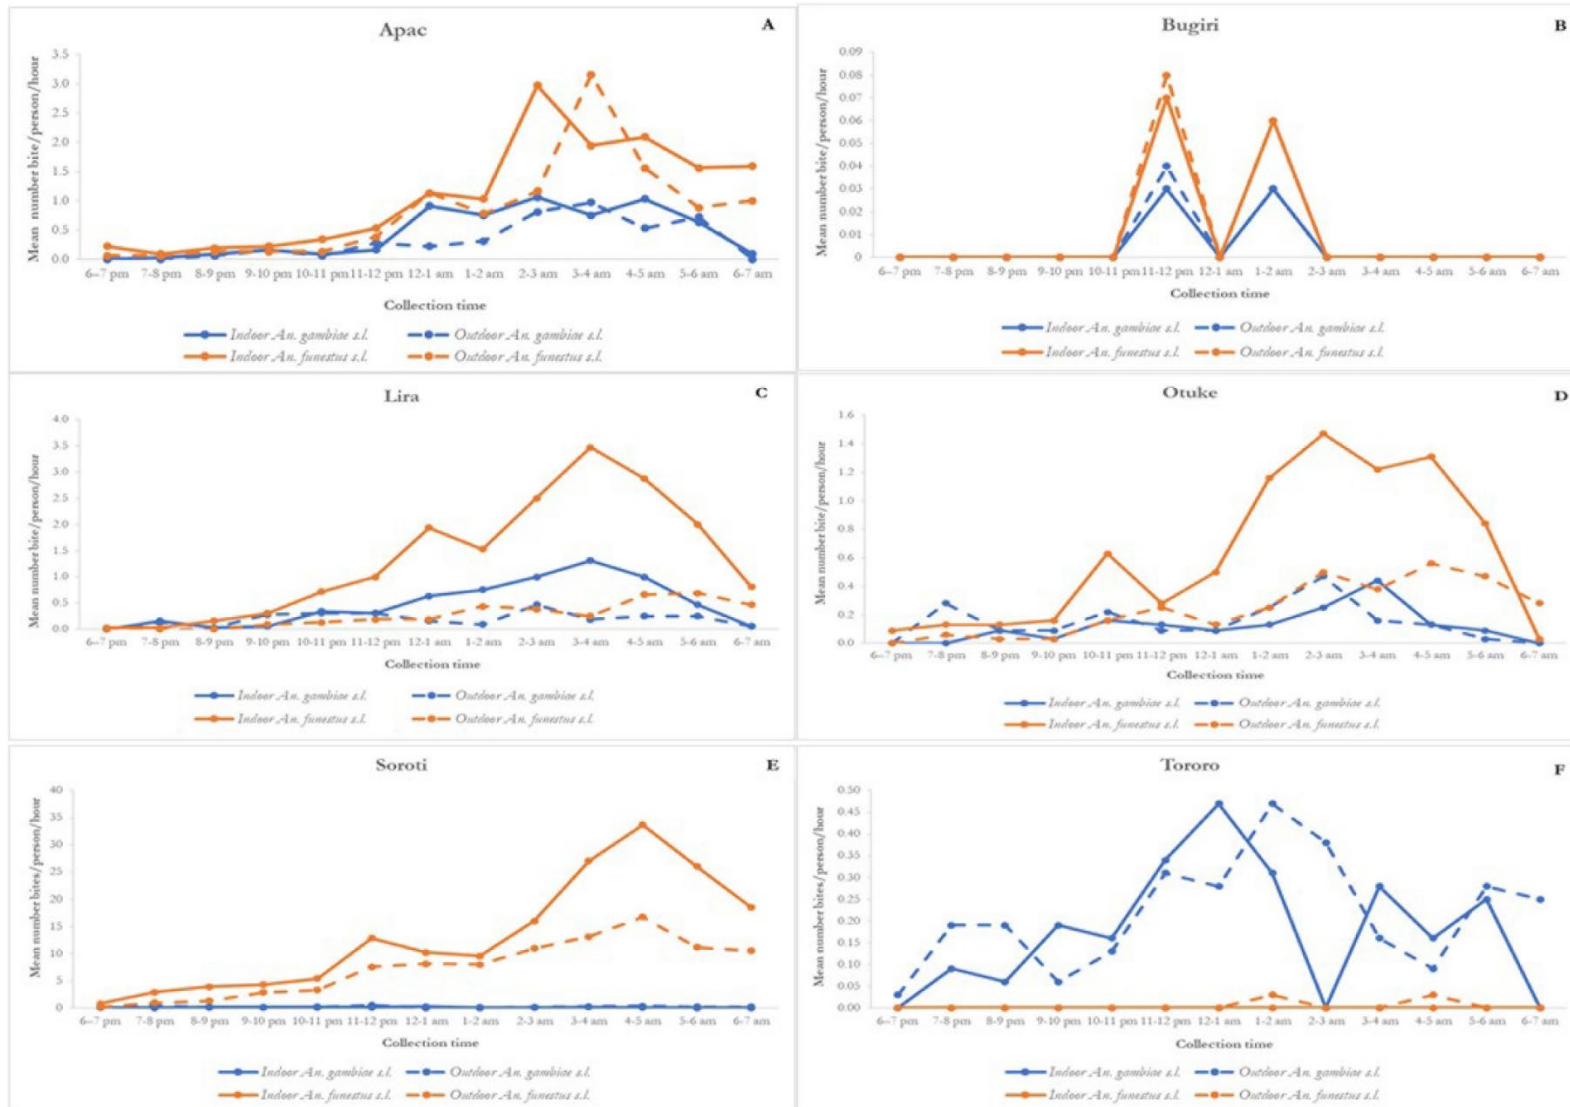 Apac
A
Mean number bite/person/hour
3.5
3.0
2.5
2.0
1.5
1.0
0.5
0.0
6--7 pm 7-8 pm 8-9 pm 9-10 pm 10-11 pm 11-12 pm 12-1 am 1-2 am 2-3 am 3-4 am 4-5 am 5-6 am 6-7 am
Collection time
Indoor An. gambiae s.l. Outdoor An. gambiae s.l.
Indoor An. funestus s.l. Outdoor An. funestus s.l.
Bugiri
B
Mean number bite/person/hour
0.09
0.08
0.07
0.06
0.05
0.04
0.03
0.02
0.01
0
6--7 pm 7-8 pm 8-9 pm 9-10 pm 10-11 pm 11-12 pm 12-1 am 1-2 am 2-3 am 3-4 am 4-5 am 5-6 am 6-7 am
Collection time
Indoor An. gambiae s.l. Outdoor An. gambiae s.l.
Indoor An. funestus s.l. Outdoor An. funestus s.l.
Lira
C
Mean number bite/person/hour
4.0
3.5
3.0
2.5
2.0
1.5
1.0
0.5
0.0
6--7 pm 7-8 pm 8-9 pm 9-10 pm 10-11 pm 11-12 pm 12-1 am 1-2 am 2-3 am 3-4 am 4-5 am 5-6 am 6-7 am
Collection time
Indoor An. gambiae s.l. Outdoor An. gambiae s.l.
Indoor An. funestus s.l. Outdoor An. funestus s.l.
Otuke
D
Mean number bite/person/hour
1.6
1.4
1.2
1.0
0.8
0.6
0.4
0.2
0.0
6--7 pm 7-8 pm 8-9 pm 9-10 pm 10-11 pm 11-12 pm 12-1 am 1-2 am 2-3 am 3-4 am 4-5 am 5-6 am 6-7 am
Collection time
Indoor An. gambiae s.l. Outdoor An. gambiae s.l.
Indoor An. funestus s.l. Outdoor An. funestus s.l.
Soroti
E
Mean number bites/person/hour
40
35
30
25
20
15
10
5
0
6--7 pm 7-8 pm 8-9 pm 9-10 pm 10-11 pm 11-12 pm 12-1 am 1-2 am 2-3 am 3-4 am 4-5 am 5-6 am 6-7 am
Collection time
Indoor An. gambiae s.l. Outdoor An. gambiae s.l.
Indoor An. funestus s.l. Outdoor An. funestus s.l.
Tororo
F
Mean number bites/person/hour
0.50
0.45
0.40
0.35
0.30
0.25
0.20
0.15
0.10
0.05
0.00
6--7 pm 7-8 pm 8-9 pm 9-10 pm 10-11 pm 11-12 pm 12-1 am 1-2 am 2-3 am 3-4 am 4-5 am 5-6 am 6-7 am
Collection time
Indoor An. gambiae s.l. Outdoor An. gambiae s.l.
Indoor An. funestus s.l. Outdoor An. funestus s.l.